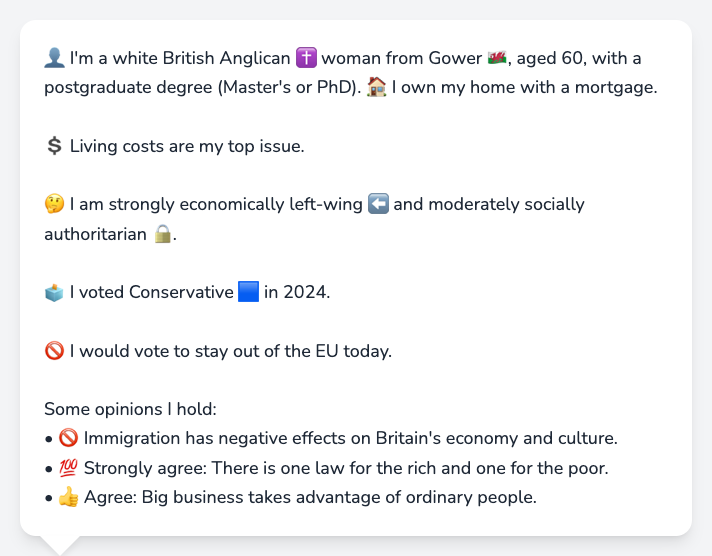 👤 I'm a white British Anglican ✝️ woman from Gower 🏴󠁧󠁢󠁷󠁬󠁳󠁿, aged 60, with a
postgraduate degree (Master's or PhD). 🏠 I own my home with a mortgage.
💲 Living costs are my top issue.
🤔 I am strongly economically left-wing ⬅️ and moderately socially
authoritarian 🔒.
🗳️ I voted Conservative 🟦 in 2024.
🚫 I would vote to stay out of the EU today.
Some opinions I hold:
• 🚫 Immigration has negative effects on Britain's economy and culture.
• 💯 Strongly agree: There is one law for the rich and one for the poor.
• 👍 Agree: Big business takes advantage of ordinary people.